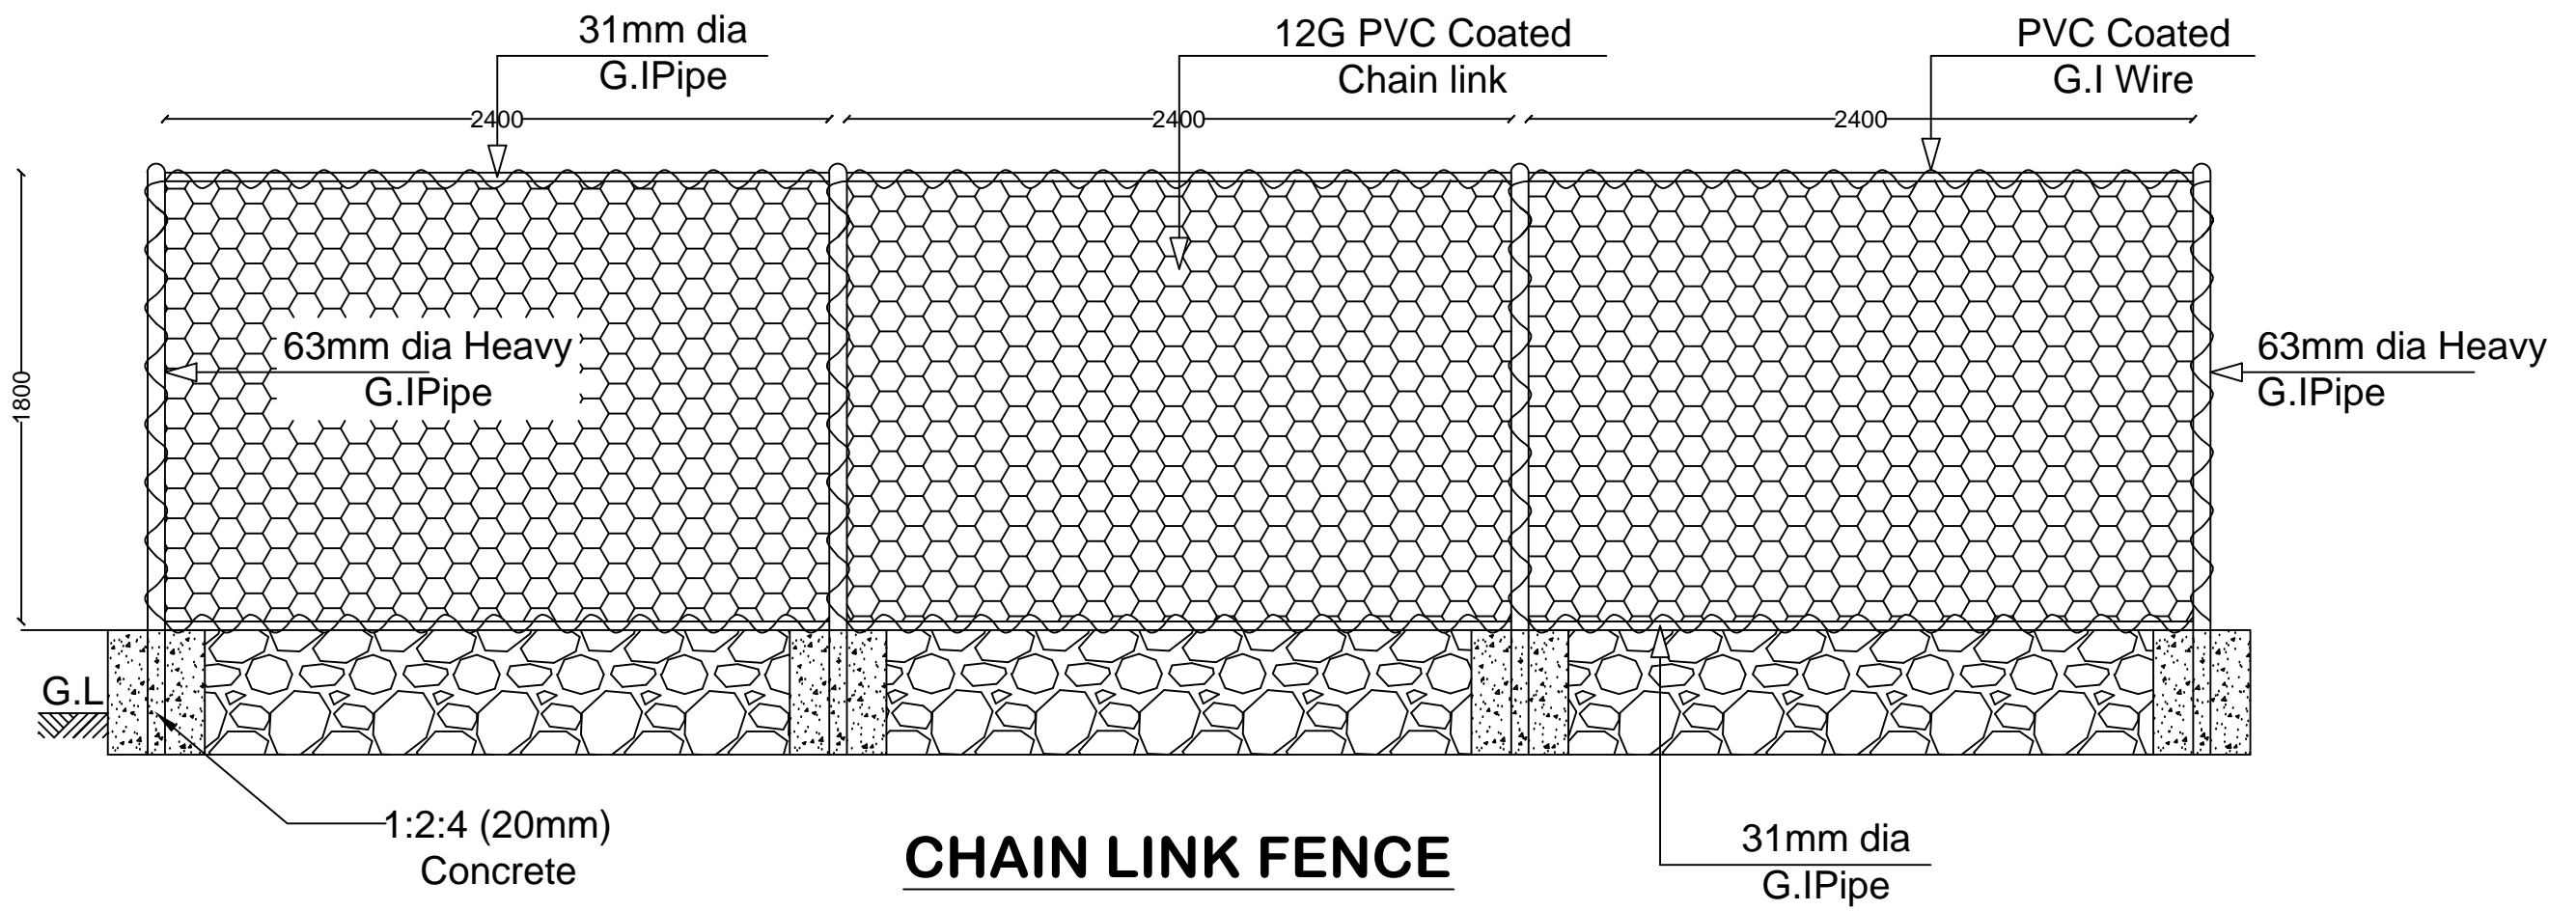 31mm dia
G.IPipe
12G PVC Coated
Chain link
PVC Coated
G.I Wire
2400
2400
2400
1800
63mm dia Heavy
G.IPipe
63mm dia Heavy
G.IPipe
G.L
1:2:4 (20mm)
Concrete
CHAIN LINK FENCE
31mm dia
G.IPipe